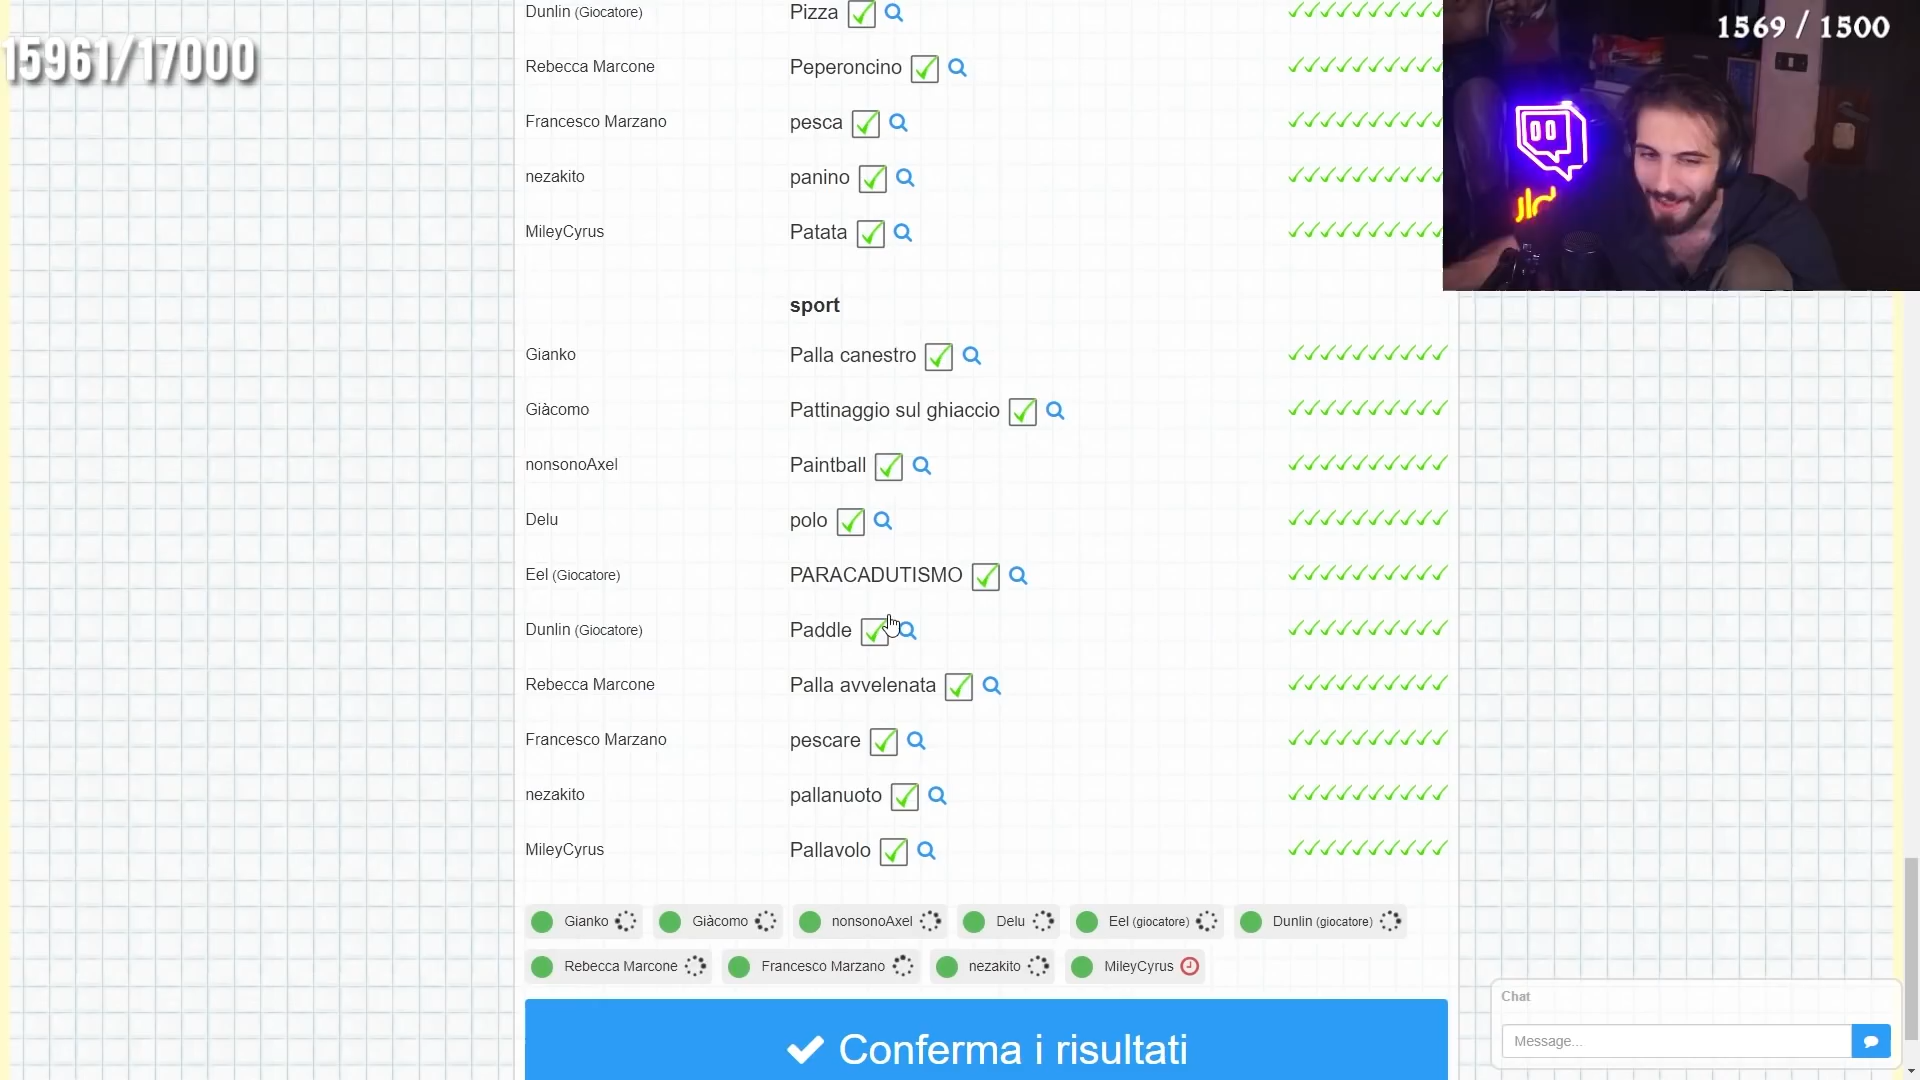 15961/17000
1569 / 1500
Dunlin (Giocatore) Pizza
Rebecca Marcone Peperoncino
Francesco Marzano pesca
nezakito panino
MileyCyrus Patata
sport
Gianko Palla canestro
Giàcomo Pattinaggio sul ghiaccio
nonsonoAxel Paintball
Delu polo
Eel (Giocatore) PARACADUTISMO
Dunlin (Giocatore) Paddle
Rebecca Marcone Palla avvelenata
Francesco Marzano pescare
nezakito pallanuoto
MileyCyrus Pallavolo
Gianko Giàcomo nonsonoAxel Delu Eel (giocatore) Dunlin (giocatore)
Rebecca Marcone Francesco Marzano nezakito MileyCyrus
Conferma i risultati
Chat
Message...